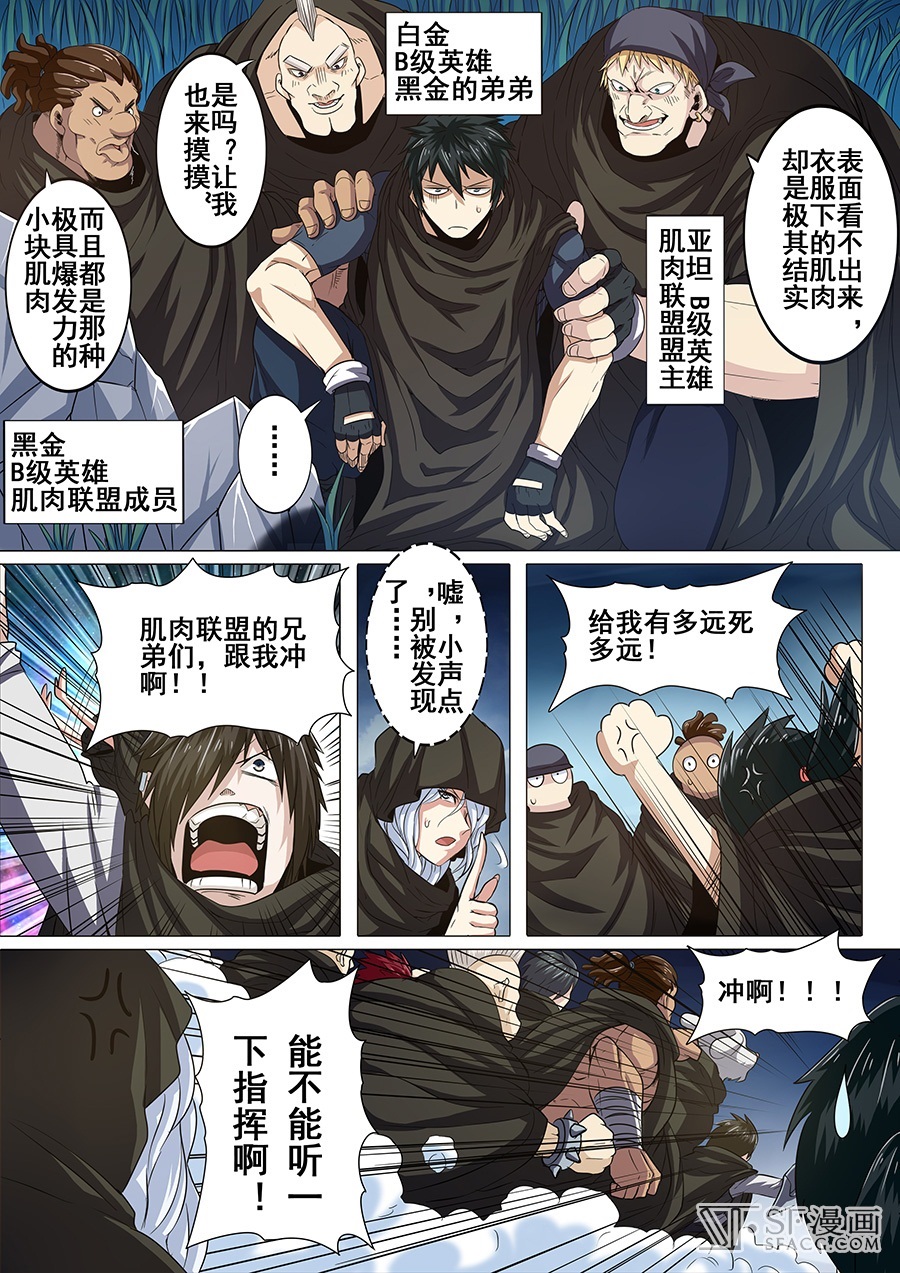 表面看不出来，
衣服下的肌肉
却是极其结实
亚坦 B级英雄
肌肉联盟盟主
白金
B级英雄
黑金的弟弟
是吗？让我
也来摸摸
而且都是那种
极具爆发力的
小块肌肉
黑金
B级英雄
肌肉联盟成员
……
给我有多远死
多远！
嘘，小声点
，别被发现
了……
肌肉联盟的兄
弟们，跟我冲
啊！！
冲啊！！！
能不能听一
下指挥啊！
SF漫画
SFACG.COM